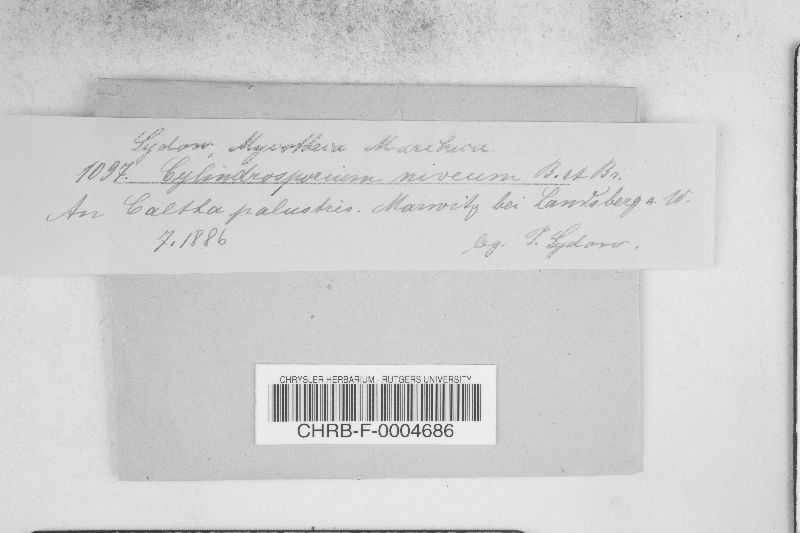 Sydow, Mycotheca Marchica
1097. Cylindrosporium niveum B. et Br.
An Caltha palustris. Marwitz bei Landsberg a. W.
7. 1886 leg. P. Sydow.
CHRYSLER HERBARIUM - RUTGERS UNIVERSITY
CHRB-F-0004686